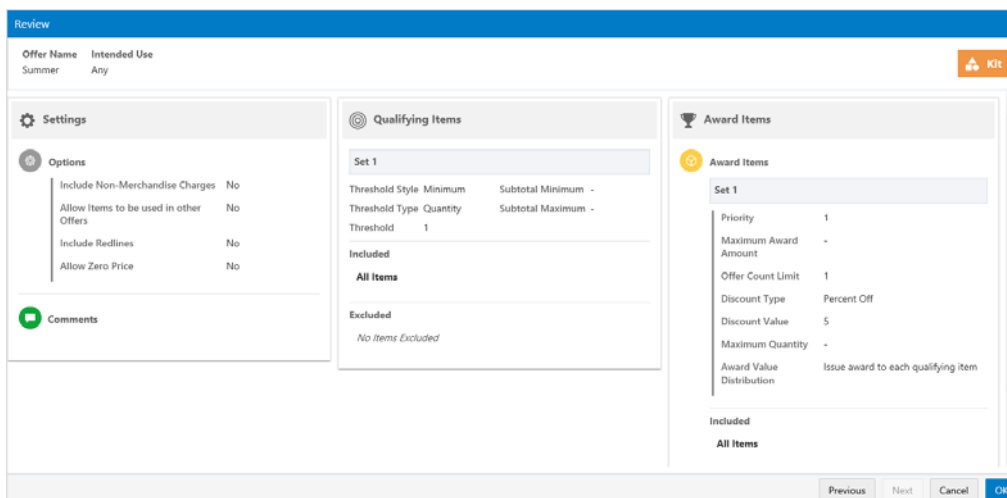 Review
Offer Name Intended Use
Summer Any
Kit
Settings
Options
Include Non-Merchandise Charges No
Allow Items to be used in other No
Offers
Include Redlines No
Allow Zero Price No
Comments
Qualifying Items
Set 1
Threshold Style Minimum Subtotal Minimum -
Threshold Type Quantity Subtotal Maximum -
Threshold 1
Included
All Items
Excluded
No Items Excluded
Award Items
Award Items
Set 1
Priority 1
Maximum Award -
Amount
Offer Count Limit 1
Discount Type Percent Off
Discount Value 5
Maximum Quantity -
Award Value Issue award to each qualifying item
Distribution
Included
All Items
Previous Next Cancel OK